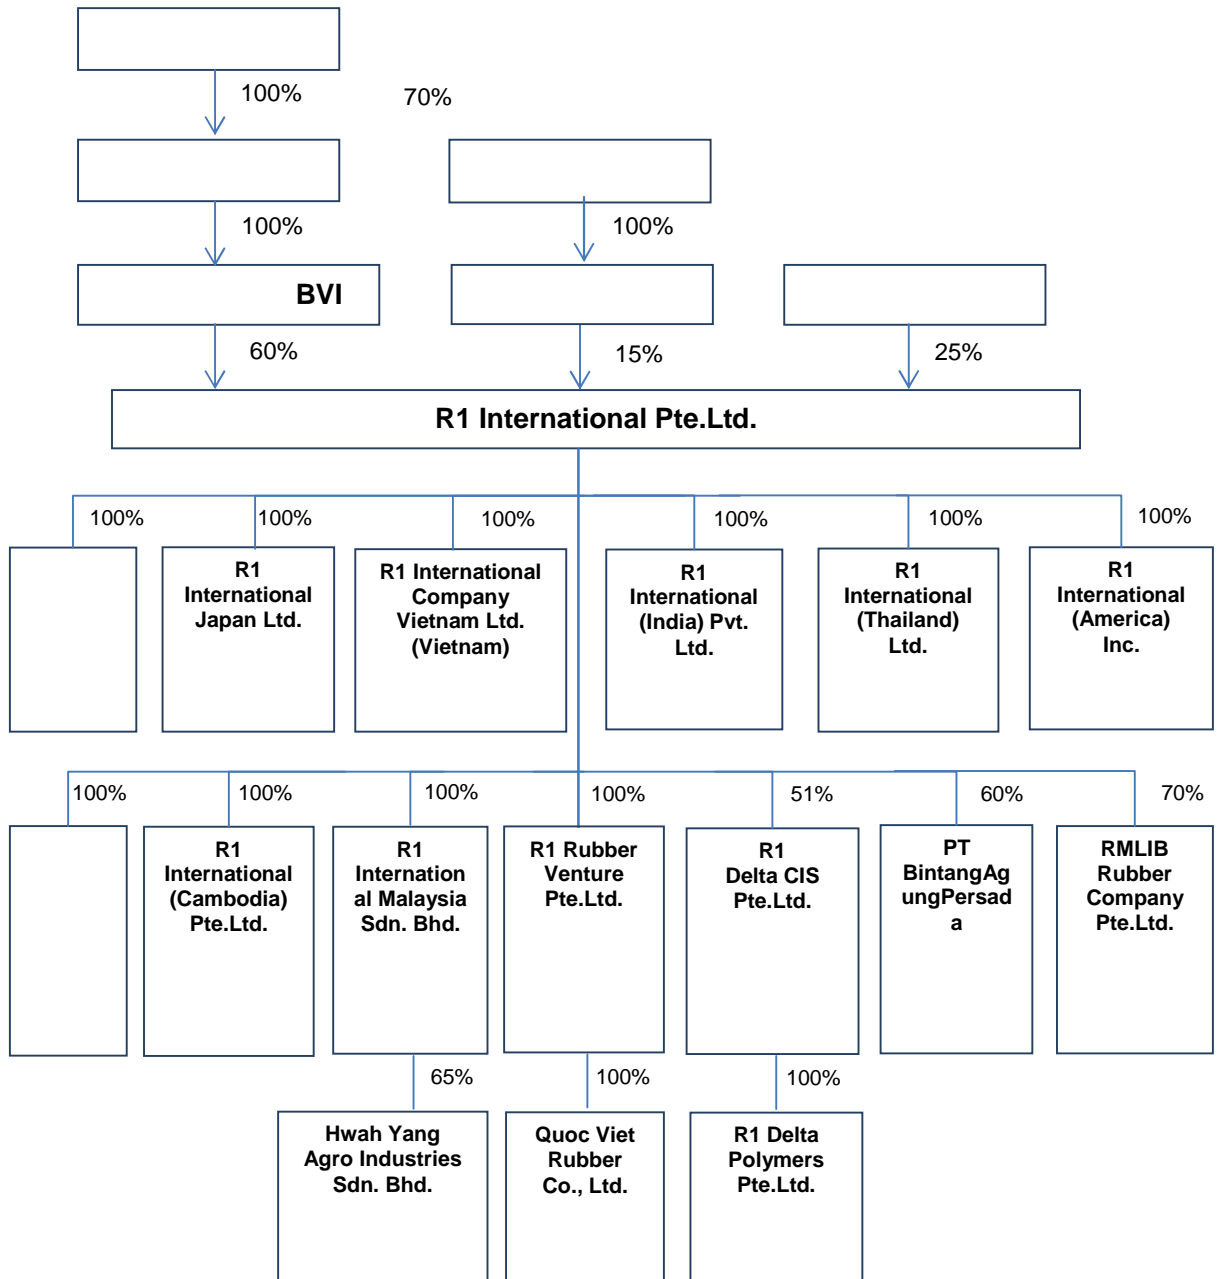 100%
70%
100%
100%
BVI
60%
15%
25%
R1 International Pte.Ltd.
100%
100%
100%
100%
100%
100%
R1
International
Japan Ltd.
R1 International
Company
Vietnam Ltd.
(Vietnam)
R1
International
(India) Pvt.
Ltd.
R1
International
(Thailand)
Ltd.
R1
International
(America)
Inc.
100%
100%
100%
100%
51%
60%
70%
R1
International
(Cambodia)
Pte.Ltd.
R1
Internation
al Malaysia
Sdn. Bhd.
R1 Rubber
Venture
Pte.Ltd.
R1
Delta CIS
Pte.Ltd.
PT
BintangAg
ungPersad
a
RMLIB
Rubber
Company
Pte.Ltd.
65%
100%
100%
Hwah Yang
Agro Industries
Sdn. Bhd.
Quoc Viet
Rubber
Co., Ltd.
R1 Delta
Polymers
Pte.Ltd.